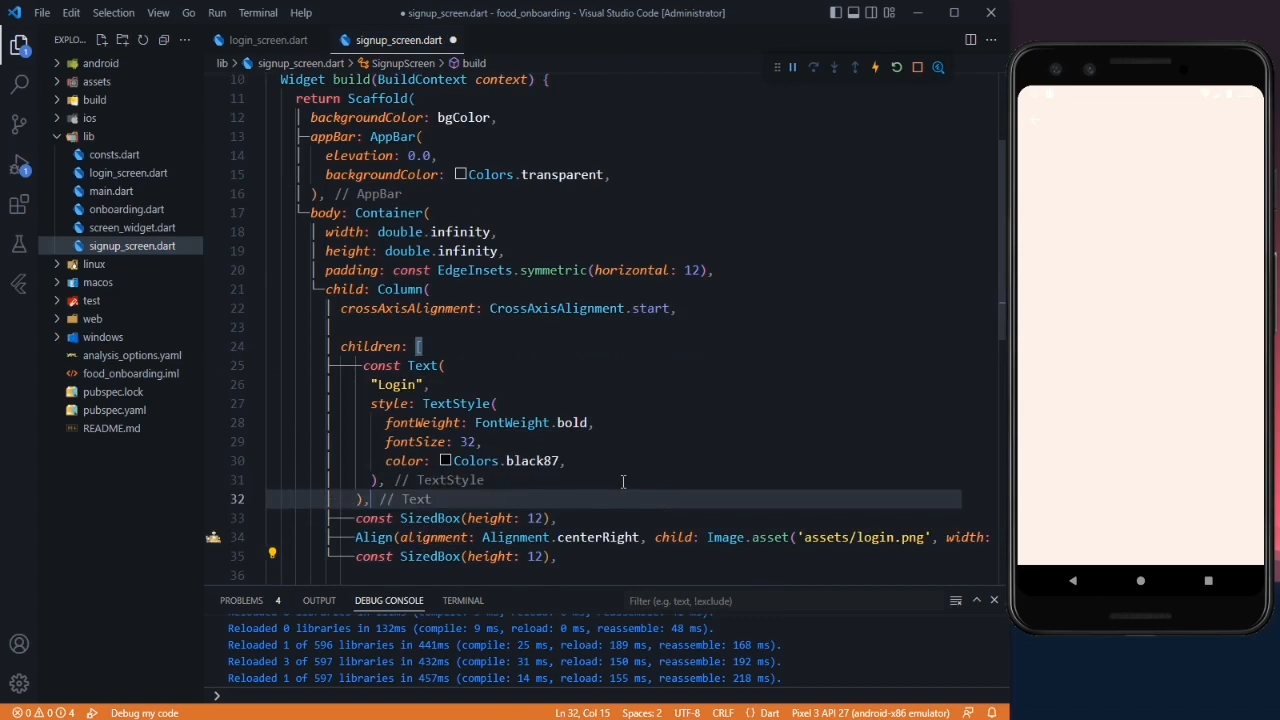 File Edit Selection View Go Run Terminal Help
signup_screen.dart - food_onboarding - Visual Studio Code [Administrator]
EXPLO...
login_screen.dart
signup_screen.dart
lib > signup_screen.dart > SignupScreen > build
android
assets
build
ios
lib
consts.dart
login_screen.dart
main.dart
onboarding.dart
screen_widget.dart
signup_screen.dart
linux
macos
test
web
windows
analysis_options.yaml
food_onboarding.iml
pubspec.lock
pubspec.yaml
README.md
10 Widget build(BuildContext context) {
11 return Scaffold(
12 backgroundColor: bgColor,
13 appBar: AppBar(
14 elevation: 0.0,
15 backgroundColor: Colors.transparent,
16 ), // AppBar
17 body: Container(
18 width: double.infinity,
19 height: double.infinity,
20 padding: const EdgeInsets.symmetric(horizontal: 12),
21 child: Column(
22 crossAxisAlignment: CrossAxisAlignment.start,
23
24 children: [
25 const Text(
26 "Login",
27 style: TextStyle(
28 fontWeight: FontWeight.bold,
29 fontSize: 32,
30 color: Colors.black87,
31 ), // TextStyle
32 ), // Text
33 const SizedBox(height: 12),
34 Align(alignment: Alignment.centerRight, child: Image.asset('assets/login.png', width:
35 const SizedBox(height: 12),
36
PROBLEMS 4 OUTPUT DEBUG CONSOLE TERMINAL Filter (e.g. text, !exclude)
Reloaded 0 libraries in 132ms (compile: 9 ms, reload: 0 ms, reassemble: 48 ms).
Reloaded 1 of 596 libraries in 441ms (compile: 25 ms, reload: 189 ms, reassemble: 168 ms).
Reloaded 3 of 597 libraries in 432ms (compile: 31 ms, reload: 150 ms, reassemble: 192 ms).
Reloaded 1 of 597 libraries in 457ms (compile: 14 ms, reload: 155 ms, reassemble: 218 ms).
>
0 0 4 Debug my code Ln 32, Col 15 Spaces: 2 UTF-8 CRLF {} Dart Pixel 3 API 27 (android-x86 emulator)